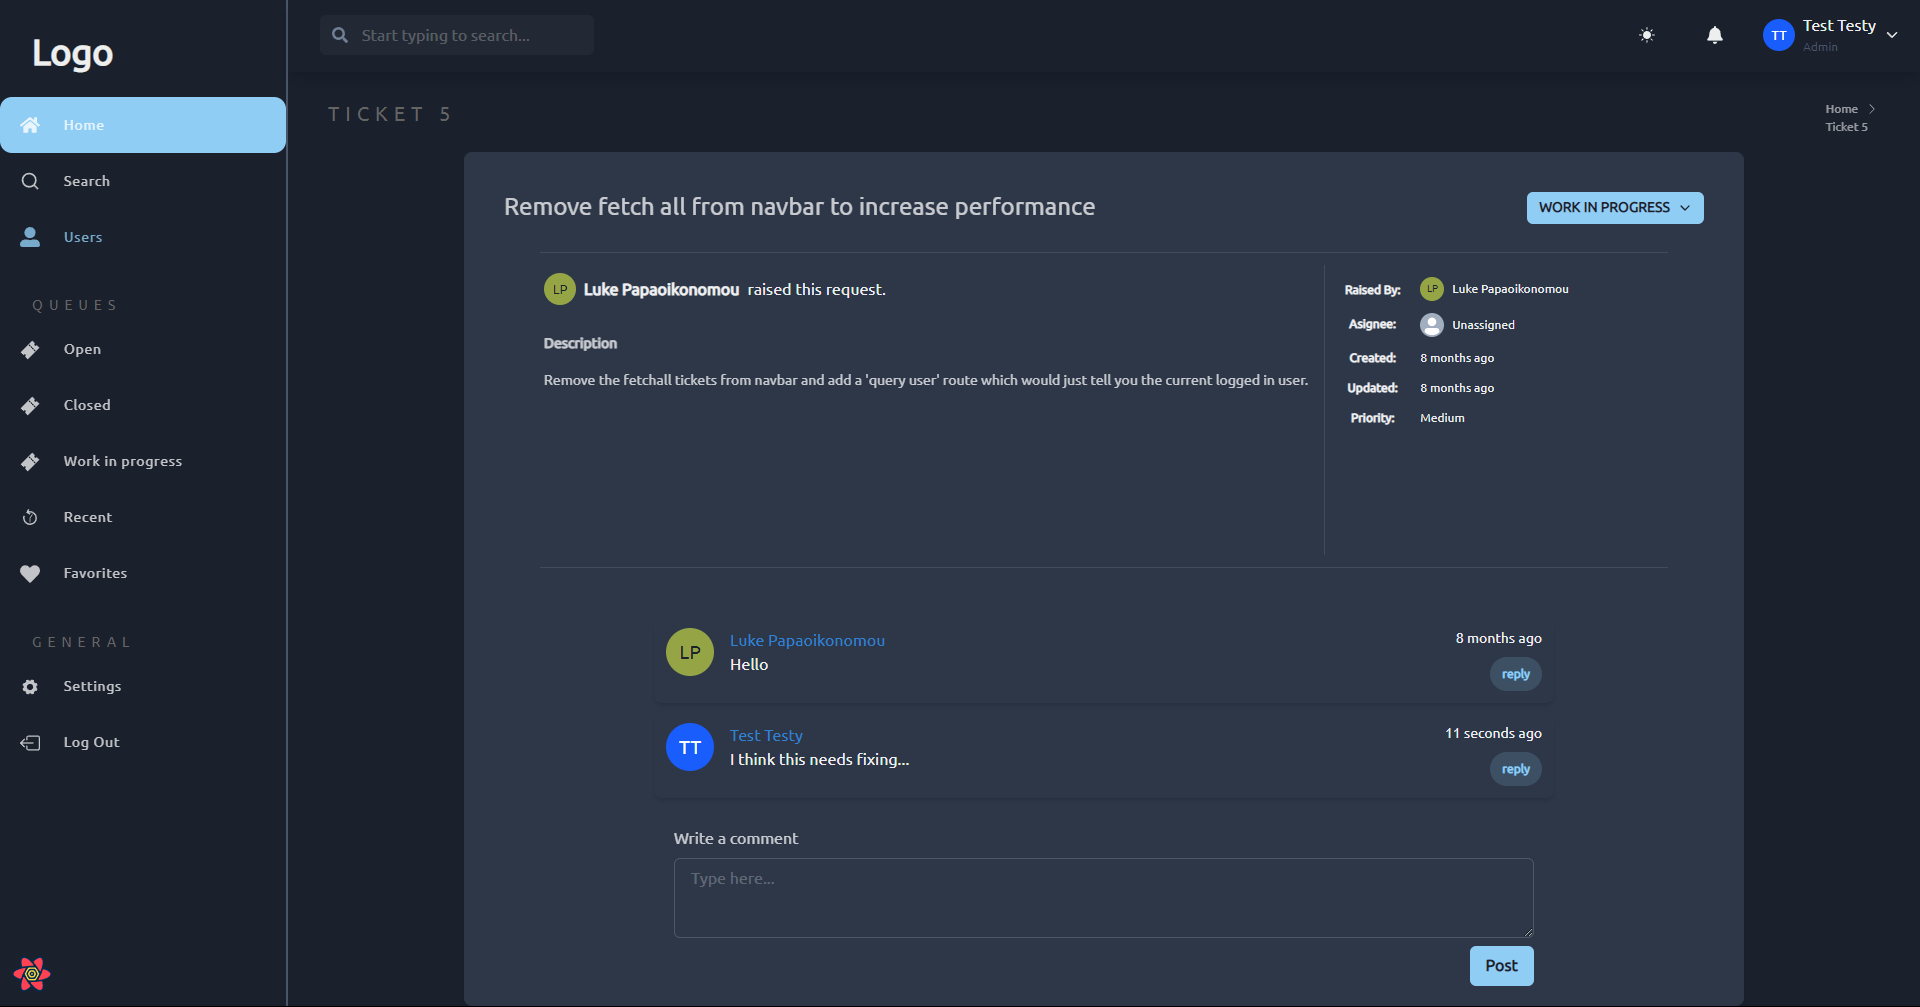 Logo
Home
Search
Users
QUEUES
Open
Closed
Work in progress
Recent
Favorites
GENERAL
Settings
Log Out
Start typing to search...
TT
Test Testy
Admin
TICKET 5
Home
Ticket 5
Remove fetch all from navbar to increase performance
WORK IN PROGRESS
LP Luke Papaoikonomou raised this request.
Description
Remove the fetchall tickets from navbar and add a 'query user' route which would just tell you the current logged in user.
Raised By: LP Luke Papaoikonomou
Asignee: Unassigned
Created: 8 months ago
Updated: 8 months ago
Priority: Medium
LP
Luke Papaoikonomou
Hello
8 months ago
reply
TT
Test Testy
I think this needs fixing...
11 seconds ago
reply
Write a comment
Type here...
Post